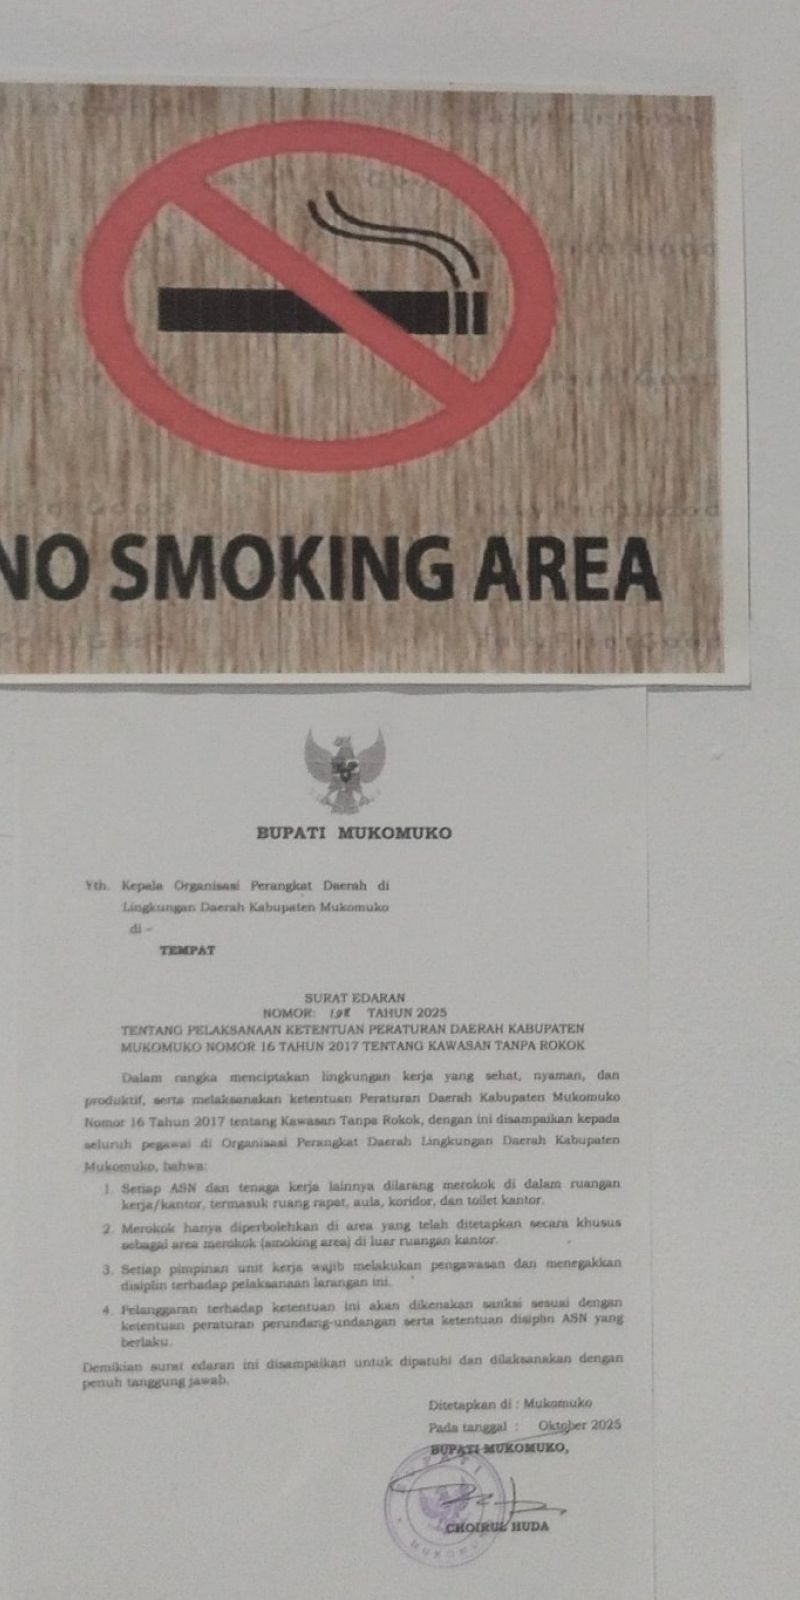 NO SMOKING AREA
BUPATI MUKOMUKO
Yth. Kepala Organisasi Perangkat Daerah di
Lingkungan Daerah Kabupaten Mukomuko
di -
TEMPAT
SURAT EDARAN
NOMOR: 198 TAHUN 2025
TENTANG PELAKSANAAN KETENTUAN PERATURAN DAERAH KABUPATEN
MUKOMUKO NOMOR 16 TAHUN 2017 TENTANG KAWASAN TANPA ROKOK
Dalam rangka menciptakan lingkungan kerja yang sehat, nyaman, dan
produktif, serta melaksanakan ketentuan Peraturan Daerah Kabupaten Mukomuko
Nomor 16 Tahun 2017 tentang Kawasan Tanpa Rokok, dengan ini disampaikan kepada
seluruh pegawai di Organisasi Perangkat Daerah Lingkungan Daerah Kabupaten
Mukomuko, bahwa:
1. Setiap ASN dan tenaga kerja lainnya dilarang merokok di dalam ruangan
kerja/kantor, termasuk ruang rapat, aula, koridor, dan toilet kantor.
2. Merokok hanya diperbolehkan di area yang telah ditetapkan secara khusus
sebagai area merokok (smoking area) di luar ruangan kantor.
3. Setiap pimpinan unit kerja wajib melakukan pengawasan dan menegakkan
disiplin terhadap pelaksanaan larangan ini.
4. Pelanggaran terhadap ketentuan ini akan dikenakan sanksi sesuai dengan
ketentuan peraturan perundang-undangan serta ketentuan disiplin ASN yang
berlaku.
Demikian surat edaran ini disampaikan untuk dipatuhi dan dilaksanakan dengan
penuh tanggung jawab.
Ditetapkan di : Mukomuko
Pada tanggal : Oktober 2025
BUPATI MUKOMUKO,
CHOIRUL HUDA